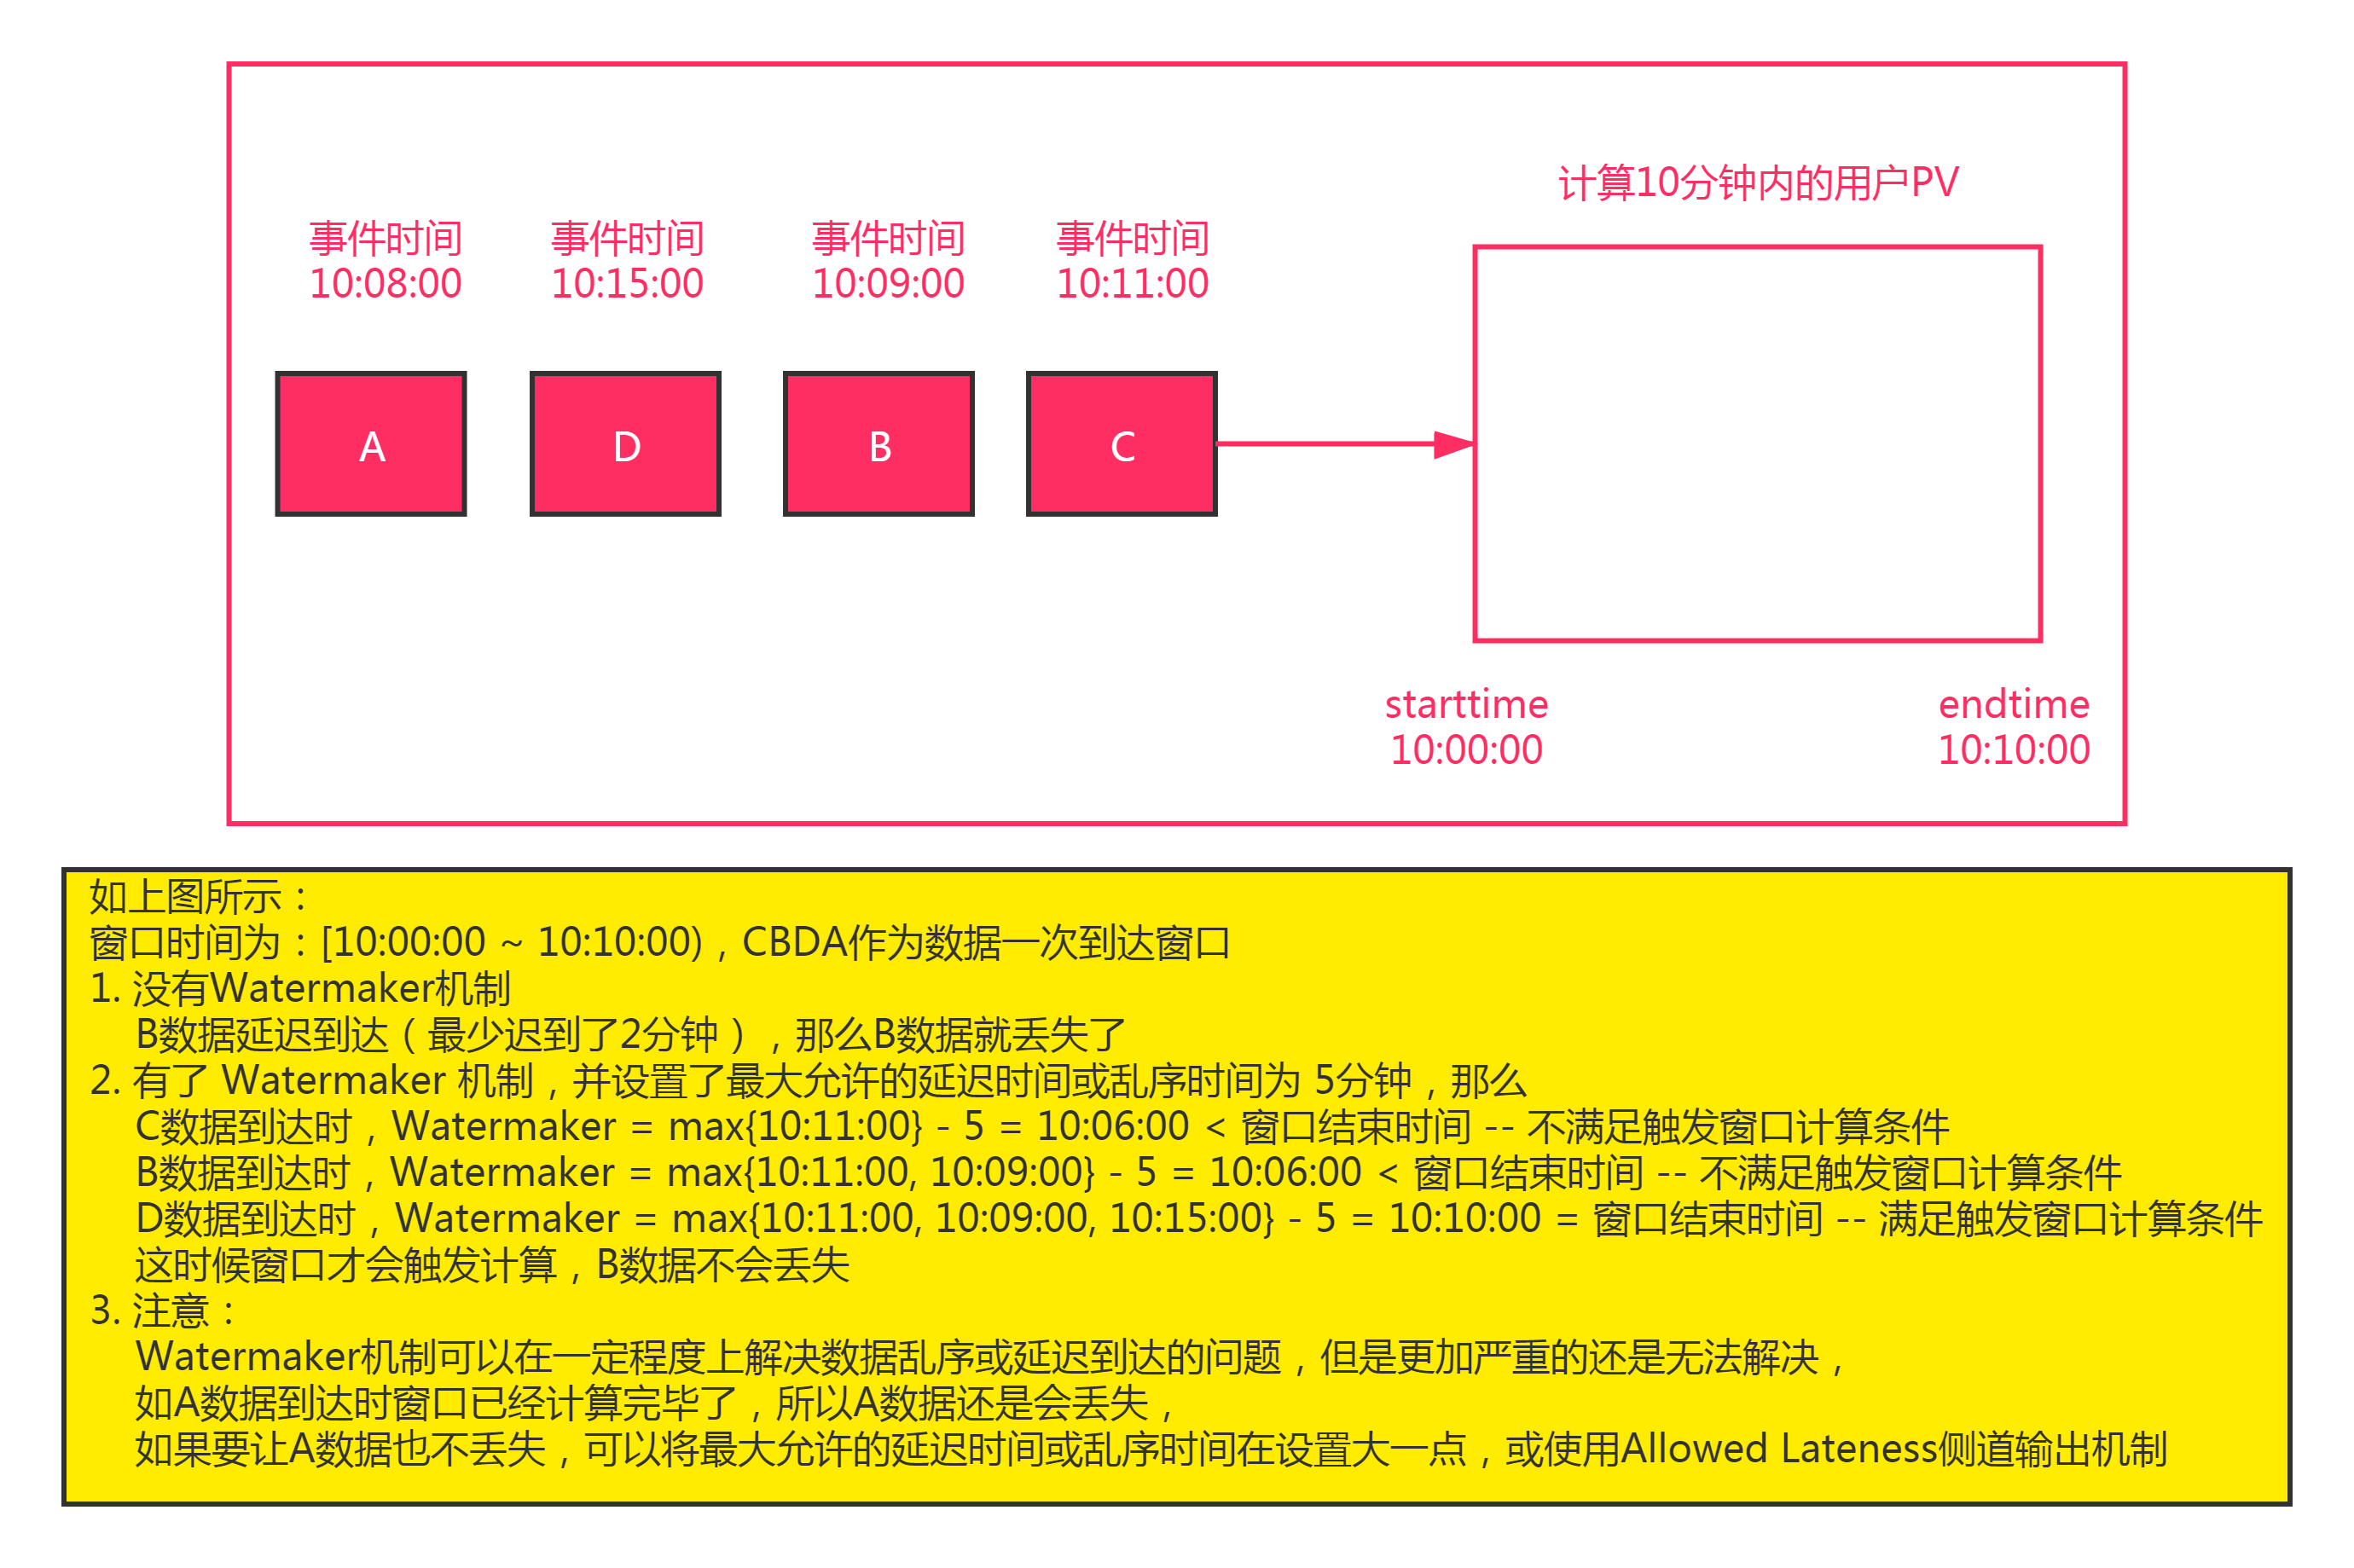 计算10分钟内的用户PV
事件时间
10:08:00
事件时间
10:15:00
事件时间
10:09:00
事件时间
10:11:00
A
D
B
C
starttime
10:00:00
endtime
10:10:00
如上图所示：
窗口时间为：[10:00:00 ~ 10:10:00)，CBDA作为数据一次到达窗口
1. 没有Watermaker机制
B数据延迟到达（最少迟到了2分钟），那么B数据就丢失了
2. 有了 Watermaker 机制，并设置了最大允许的延迟时间或乱序时间为 5分钟，那么
C数据到达时，Watermaker = max{10:11:00} - 5 = 10:06:00 < 窗口结束时间 -- 不满足触发窗口计算条件
B数据到达时，Watermaker = max{10:11:00, 10:09:00} - 5 = 10:06:00 < 窗口结束时间 -- 不满足触发窗口计算条件
D数据到达时，Watermaker = max{10:11:00, 10:09:00, 10:15:00} - 5 = 10:10:00 = 窗口结束时间 -- 满足触发窗口计算条件
这时候窗口才会触发计算，B数据不会丢失
3. 注意：
Watermaker机制可以在一定程度上解决数据乱序或延迟到达的问题，但是更加严重的还是无法解决，
如A数据到达时窗口已经计算完毕了，所以A数据还是会丢失，
如果要让A数据也不丢失，可以将最大允许的延迟时间或乱序时间在设置大一点，或使用Allowed Lateness侧道输出机制